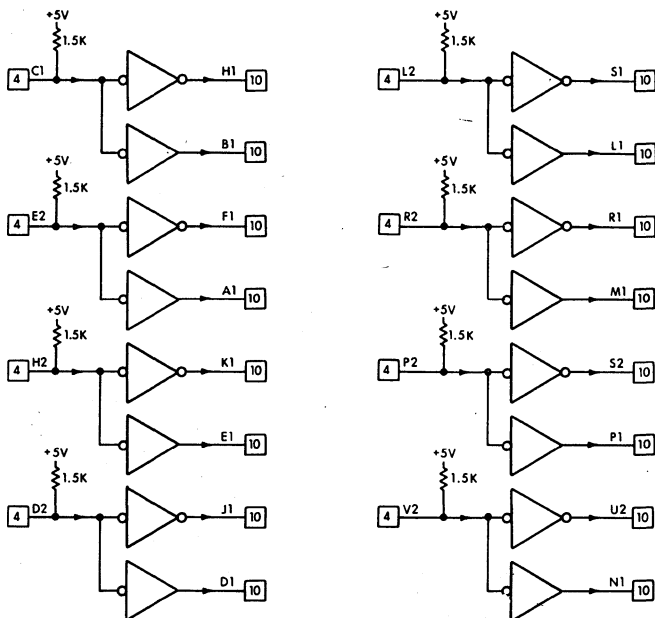 +5V
1.5K
4 C1 H1 10
B1 10
+5V
1.5K
4 E2 F1 10
A1 10
+5V
1.5K
4 H2 K1 10
E1 10
+5V
1.5K
4 D2 J1 10
D1 10
+5V
1.5K
4 L2 S1 10
L1 10
+5V
1.5K
4 R2 R1 10
M1 10
+5V
1.5K
4 P2 S2 10
P1 10
+5V
1.5K
4 V2 U2 10
N1 10